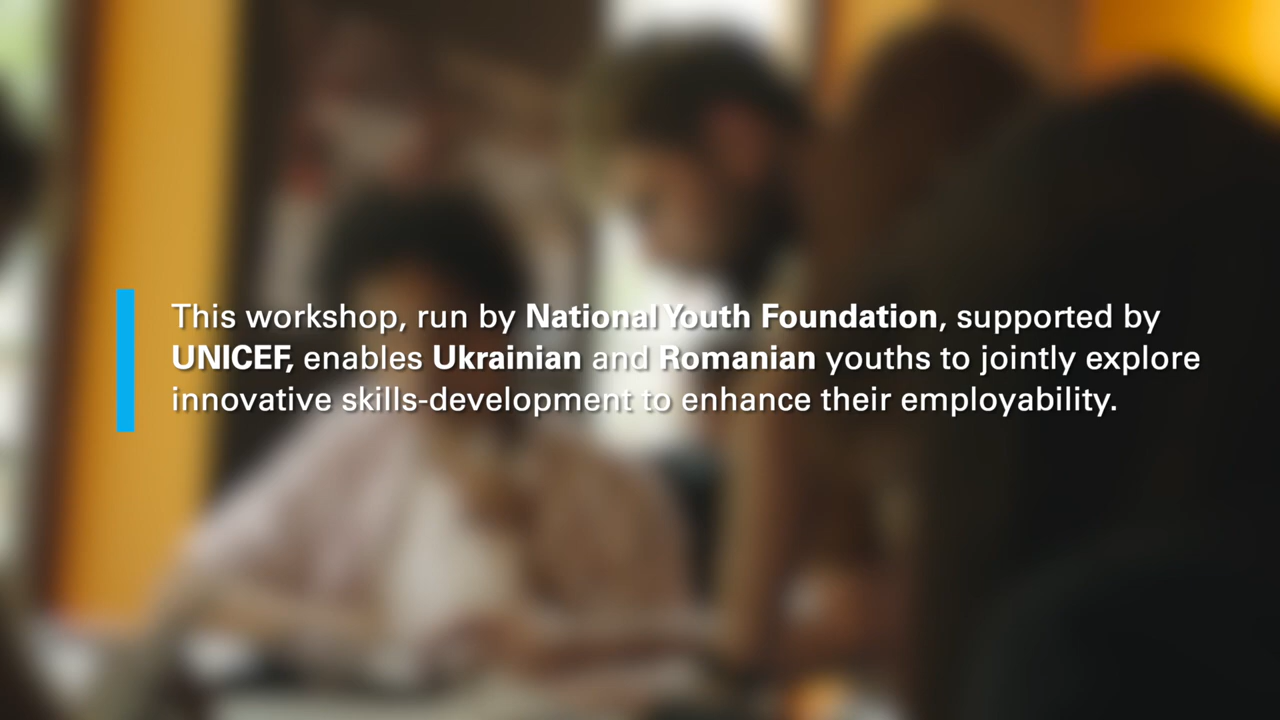 This workshop, run by National Youth Foundation, supported by
UNICEF, enables Ukrainian and Romanian youths to jointly explore
innovative skills-development to enhance their employability.